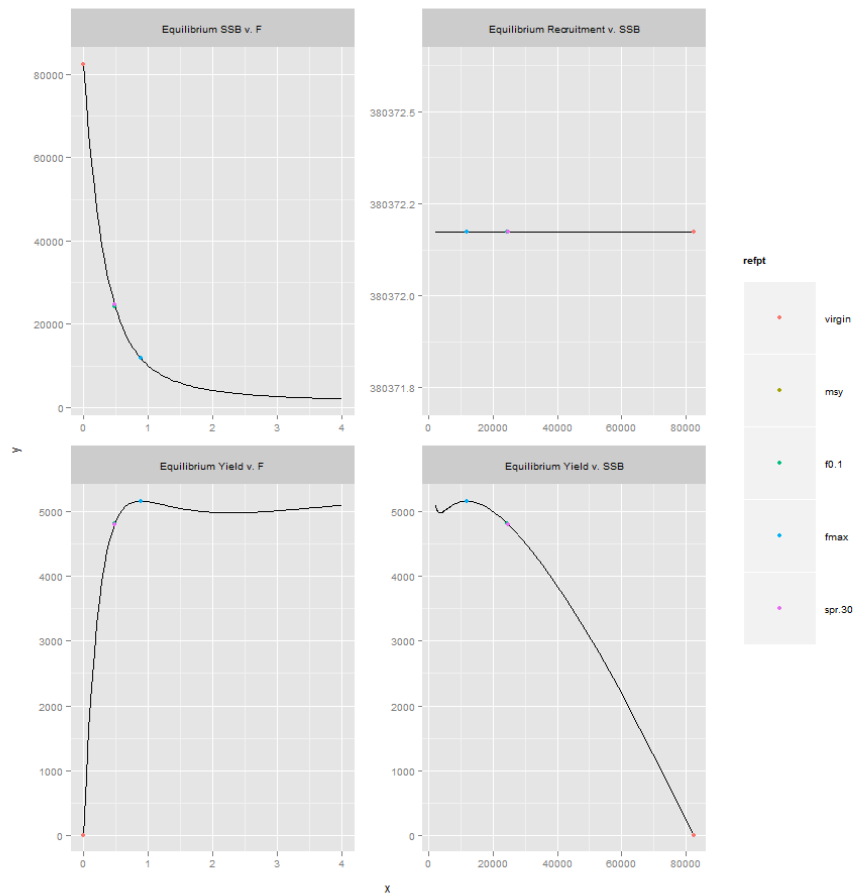 Equilibrium SSB v. F
Equilibrium Recruitment v. SSB
80000
60000
40000
20000
0
0 1 2 3 4
380372.5
380372.2
380372.0
380371.8
0 20000 40000 60000 80000
Equilibrium Yield v. F
Equilibrium Yield v. SSB
5000
4000
3000
2000
1000
0
0 1 2 3 4
5000
4000
3000
2000
1000
0
0 20000 40000 60000 80000
y
x
refpt
virgin
msy
f0.1
fmax
spr.30